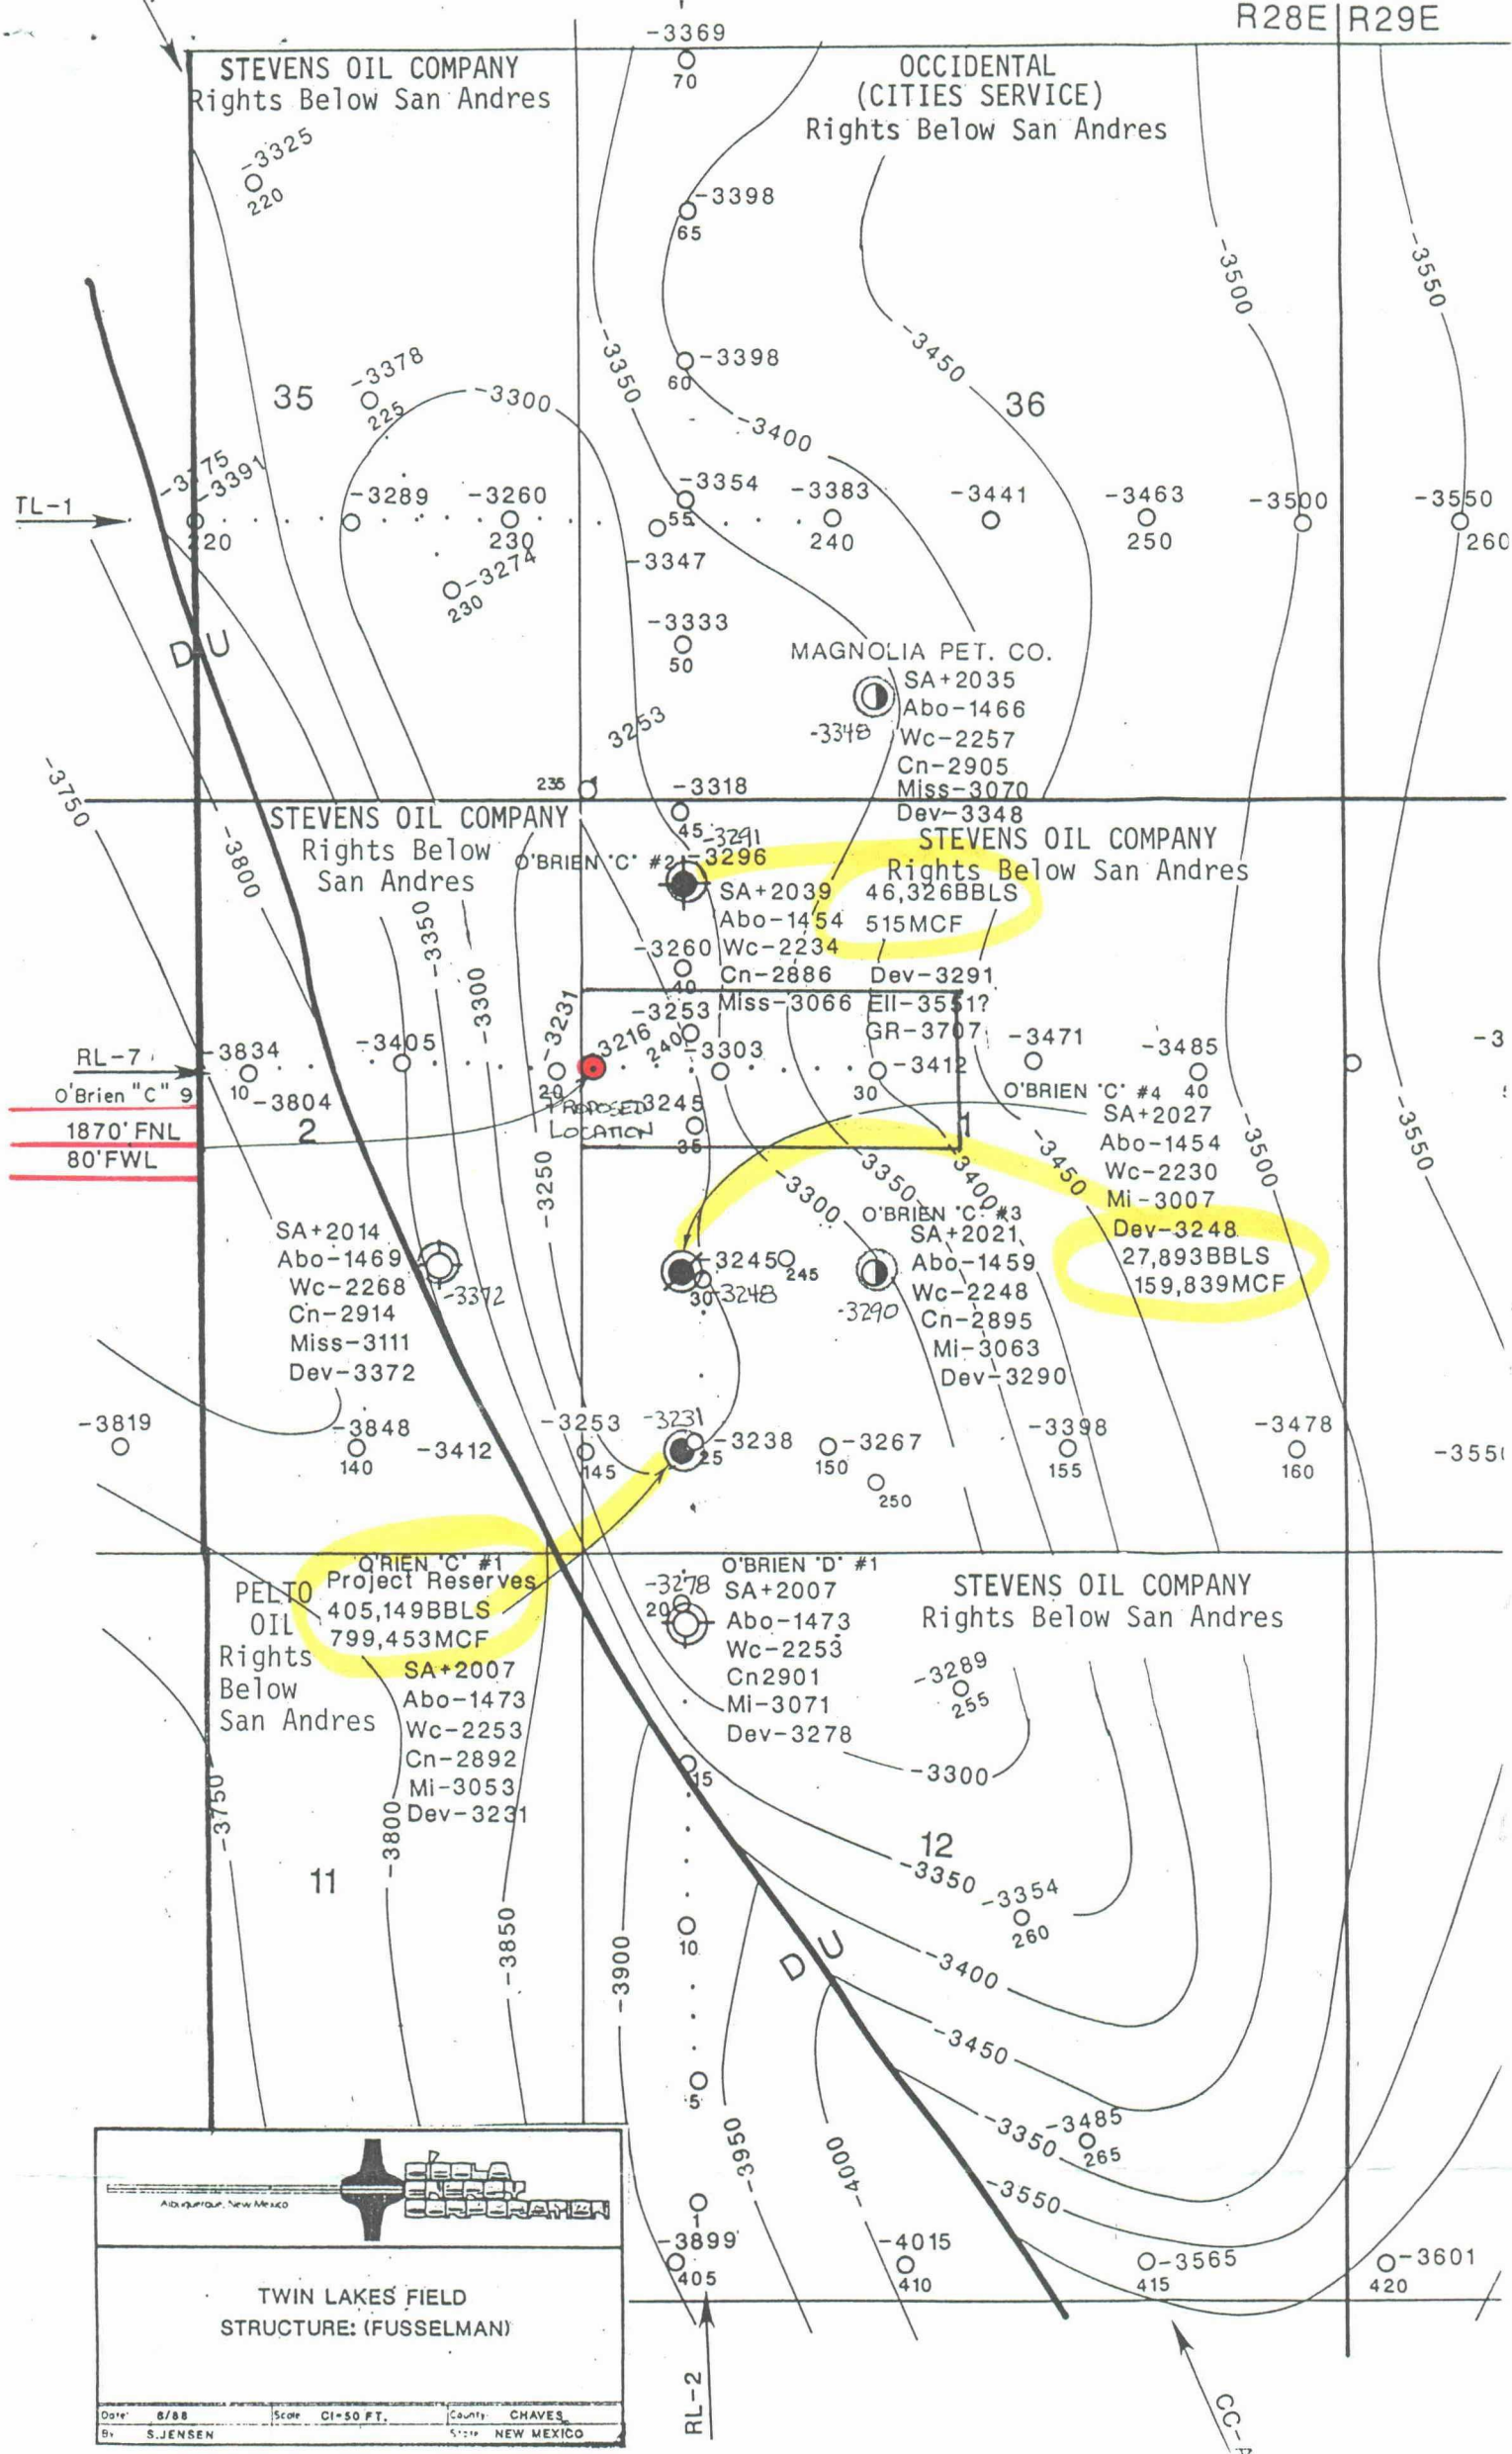 R28E R29E
-3369
70
STEVENS OIL COMPANY
Rights Below San Andres
OCCIDENTAL
(CITIES SERVICE)
Rights Below San Andres
-3325
220
-3398
65
-3500
-3550
-3350
-3398
60
-3450
35
-3378
225
-3300
36
-3400
-3175
-3391
TL-1
220
-3289
-3260
230
-3354
55
-3383
240
-3441
-3463
250
-3500
-3550
260
-3274
230
-3347
D U
-3333
50
MAGNOLIA PET. CO.
SA+2035
Abo-1466
-3348
Wc-2257
Cn-2905
Miss-3070
Dev-3348
3253
235
-3318
45
-3750
-3800
STEVENS OIL COMPANY
Rights Below
San Andres
STEVENS OIL COMPANY
Rights Below San Andres
O'BRIEN "C" #2
-3291
-3296
SA+2039
46,326BBLS
Abo-1454
515MCF
Wc-2234
Cn-2886
Dev-3291
Miss-3066
Ell-3551?
GR-3707
-3260
40
-3350
-3300
-3231
-3253
240
-3216
-3303
RL-7
-3834
10
-3405
20
30
-3412
-3471
-3485
40
-3
O'Brien "C" 9
1870' FNL
80' FWL
-3804
2
PROPOSED
LOCATION
-3245
35
1
O'BRIEN "C" #4
SA+2027
Abo-1454
Wc-2230
Mi-3007
Dev-3248
27,893BBLS
159,839MCF
-3250
-3300
-3350
-3400
-3450
-3500
-3550
SA+2014
Abo-1469
Wc-2268
Cn-2914
Miss-3111
Dev-3372
-3372
-3245
245
30
-3248
O'BRIEN "C" #3
SA+2021
Abo-1459
Wc-2248
Cn-2895
Mi-3063
Dev-3290
-3290
-3819
-3848
140
-3412
-3253
145
-3231
-3238
25
-3267
150
250
-3398
155
-3478
160
-355
O'RIEN "C" #1
Project Reserves
405,149BBLS
799,453MCF
SA+2007
Abo-1473
Wc-2253
Cn-2892
Mi-3053
Dev-3231
PELTO
OIL
Rights
Below
San Andres
O'BRIEN "D" #1
-3278
20
SA+2007
Abo-1473
Wc-2253
Cn2901
Mi-3071
Dev-3278
STEVENS OIL COMPANY
Rights Below San Andres
-3289
255
-3300
15
-3750
-3800
-3850
-3900
11
12
-3350
-3354
260
10
D U
-3400
-3450
5
-3950
-4000
-3350
-3485
265
-3550
1
-3899
405
-4015
410
-3565
415
-3601
420
RL-2
Albuquerque, New Mexico
TWIN LAKES FIELD
STRUCTURE: (FUSSELMAN)
Date: 8/88
Scale CI=50 FT.
County: CHAVES
By S.JENSEN
State NEW MEXICO